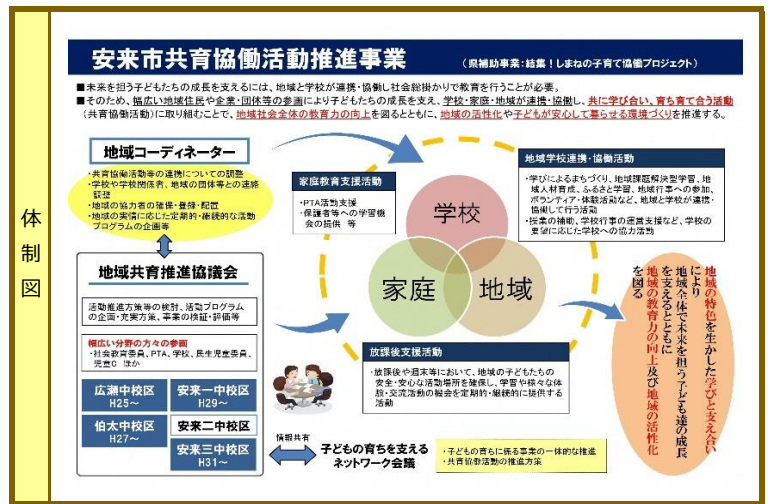 体制図
安来市共育協働活動推進事業
(県補助事業:結集!しまねの子育て協働プロジェクト)
■未来を担う子どもたちの成長を支えるには、地域と学校が連携・協働し社会総掛かりで教育を行うことが必要。
■そのため、幅広い地域住民や企業・団体等の参画により子どもたちの成長を支え、学校・家庭・地域が連携・協働し、共に学び合い、育ち育て合う活動
(共育協働活動)に取り組むことで、地域社会全体の教育力の向上を図るとともに、地域の活性化や子どもが安心して暮らせる環境づくりを推進する。
地域コーディネーター
・共育協働活動等の連携についての調整
・学校や学校関係者、地域の団体等との連絡
調整
・地域の協力者の確保・登録・配置
・地域の実情に応じた定期的・継続的な活動
プログラムの企画等
地域共育推進協議会
活動推進方策等の検討、活動プログラム
の企画・充実方策、事業の検証・評価等
幅広い分野の方々の参画
・社会教育委員、PTA、学校、民生児童委員、
児童C ほか
広瀬中校区
H25~
安来一中校区
H29~
伯太中校区
H27~
安来二中校区
安来三中校区
H31~
家庭教育支援活動
・PTA活動支援
・保護者等への学習機
会の提供 等
学校
家庭
地域
地域学校連携・協働活動
・学びによるまちづくり、地域課題解決型学習、地
域人材育成、ふるさと学習、地域行事への参加、
ボランティア・体験活動など、地域と学校が連携・
協働して行う活動
・授業の補助、学校行事の運営支援など、学校の
要望に応じた学校への協力活動
放課後支援活動
・放課後や週末等において、地域の子どもたちの
安全・安心な活動場所を確保し、学習や様々な体
験・交流活動の機会を定期的・継続的に提供する
活動
情報共有
子どもの育ちを支える
ネットワーク会議
・子どもの育ちに係る事業の一体的な推進
・共育協働活動の推進方策
地域の特色を生かした学びと支え合い
により
地域全体で未来を担う子ども達の成長
を支えるとともに
地域の教育力の向上及び地域の活性化
を図る